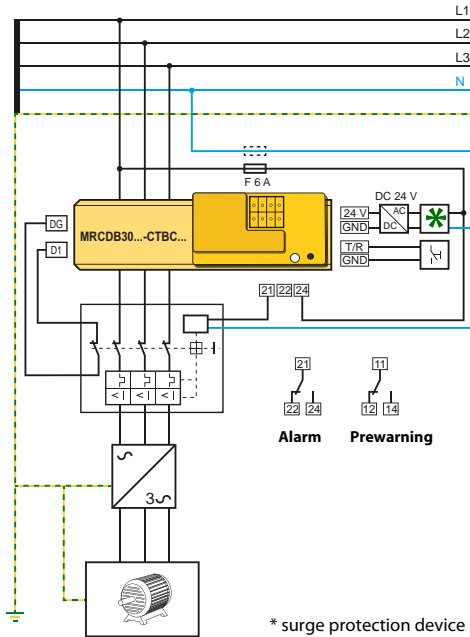 L1
L2
L3
N
F 6 A
DC 24 V
MRCDB30...-CTBC...
24 V
AC
DC
*
GND
DG
T/R
D1
GND
21 22 24
I> I> I>
21
11
22 24
12 14
Alarm Prewarning
3
* surge protection device